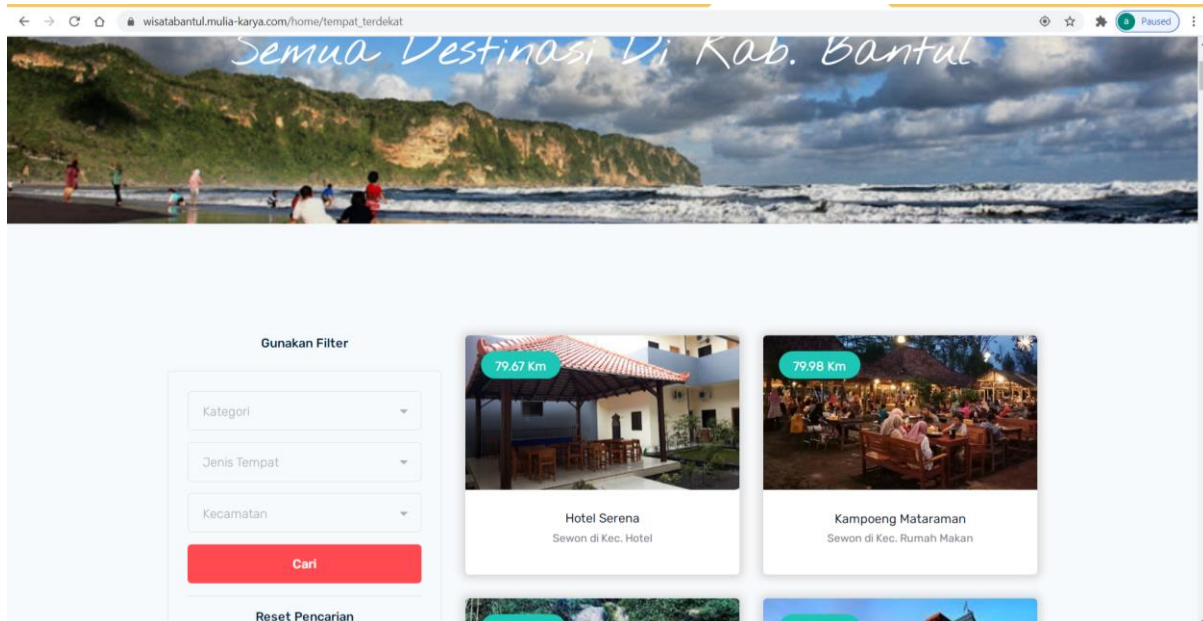 wisatabantul.mulia-karya.com/home/tempat_terdekat
a Paused
Semua Destinasi Di Kab. Bantul
Gunakan Filter
Kategori
Jenis Tempat
Kecamatan
Cari
Reset Pencarian
79.67 Km
Hotel Serena
Sewon di Kec. Hotel
79.98 Km
Kampoeng Mataraman
Sewon di Kec. Rumah Makan